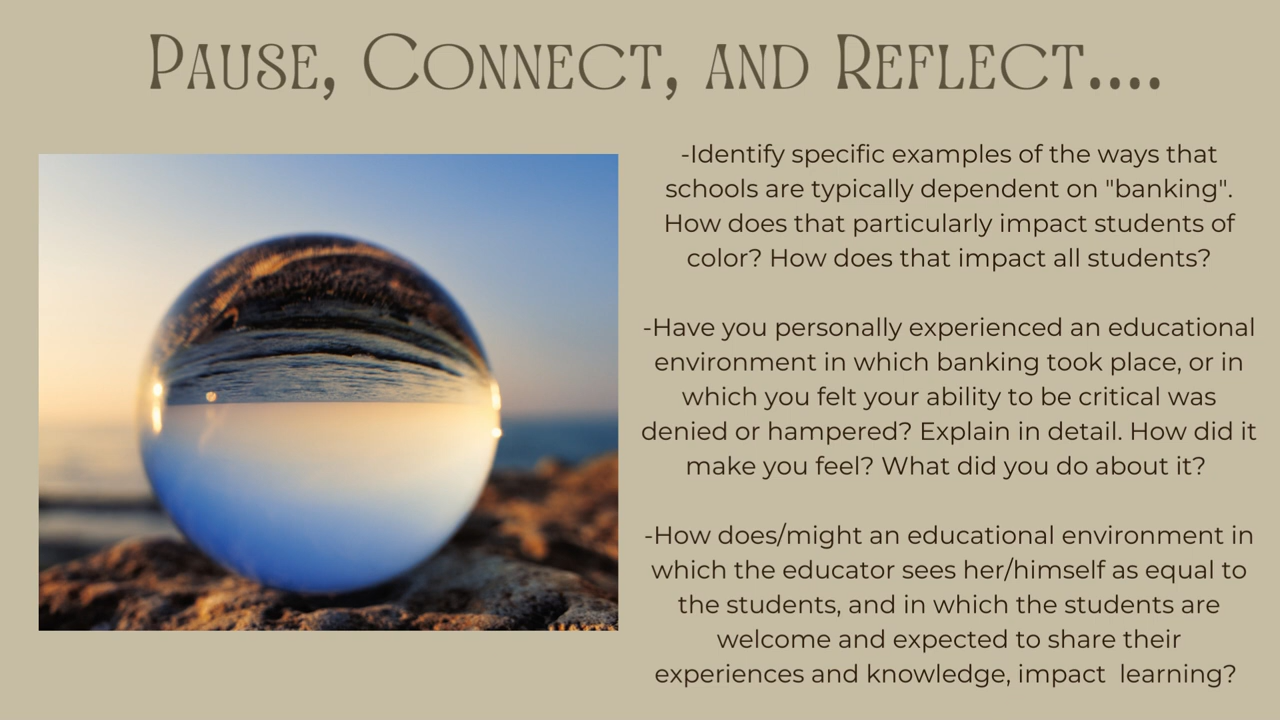 Pause, Connect, and Reflect....
-Identify specific examples of the ways that
schools are typically dependent on "banking".
How does that particularly impact students of
color? How does that impact all students?
-Have you personally experienced an educational
environment in which banking took place, or in
which you felt your ability to be critical was
denied or hampered? Explain in detail. How did it
make you feel? What did you do about it?
-How does/might an educational environment in
which the educator sees her/himself as equal to
the students, and in which the students are
welcome and expected to share their
experiences and knowledge, impact  learning?